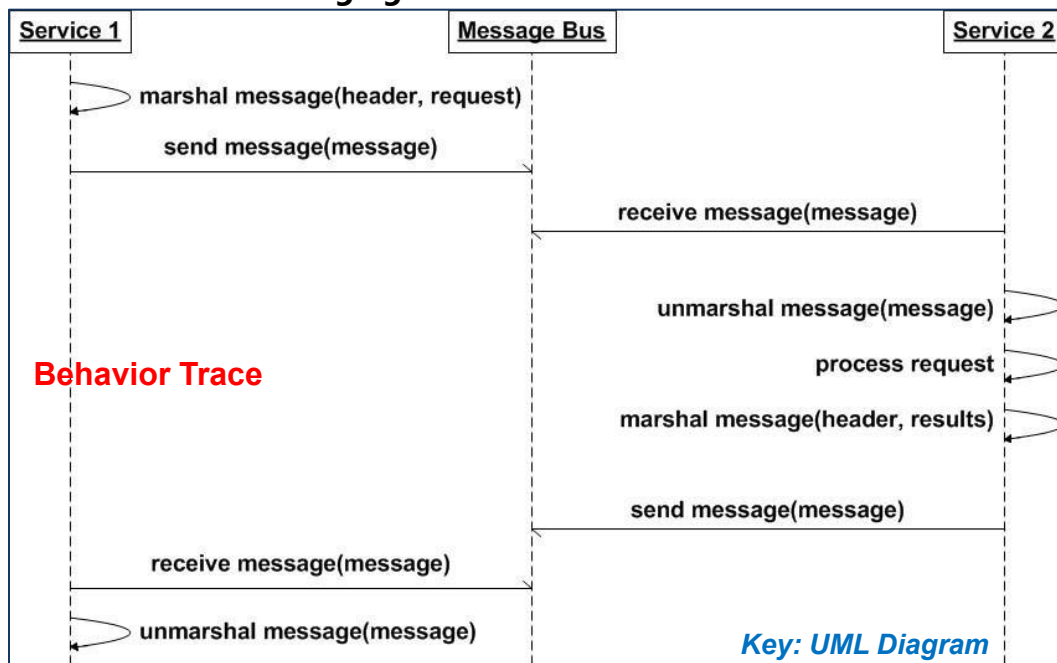 Service 1
Message Bus
Service 2
marshal message(header, request)
send message(message)
receive message(message)
unmarshal message(message)
process request
Behavior Trace
marshal message(header, results)
send message(message)
receive message(message)
unmarshal message(message)
Key: UML Diagram